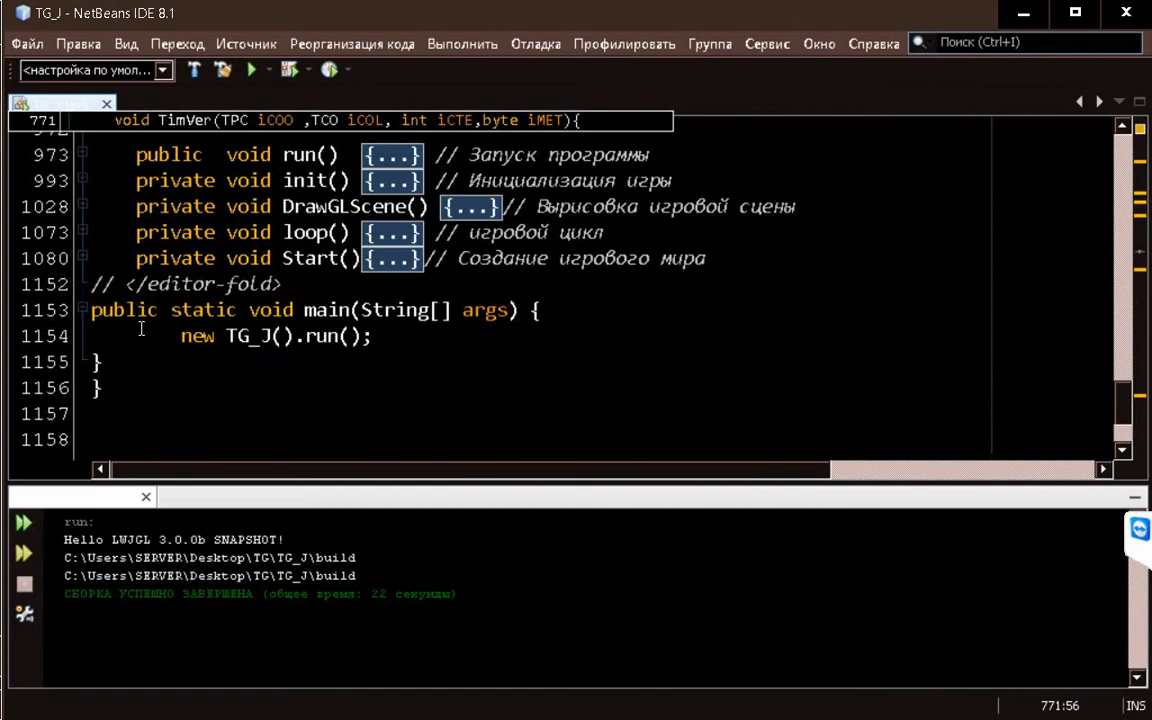 TG_J - NetBeans IDE 8.1
Файл Правка Вид Переход Источник Реорганизация кода Выполнить Отладка Профилировать Группа Сервис Окно Справка Поиск (Ctrl+I)
<настройка по умол...
771 void TimVer(TPC iCOO ,TCO iCOL, int iCTE,byte iMET){
973 public void run() {...} // Запуск программы
993 private void init() {...} // Инициализация игры
1028 private void DrawGLScene() {...}// Вырисовка игровой сцены
1073 private void loop() {...} // игровой цикл
1080 private void Start(){...}// Создание игрового мира
1152 // </editor-fold>
1153 public static void main(String[] args) {
1154 new TG_J().run();
1155 }
1156 }
1157
1158
run:
Hello LWJGL 3.0.0b SNAPSHOT!
C:\Users\SERVER\Desktop\TG\TG_J\build
C:\Users\SERVER\Desktop\TG\TG_J\build
СБОРКА УСПЕШНО ЗАВЕРШЕНА (общее время: 22 секунды)
771:56 INS